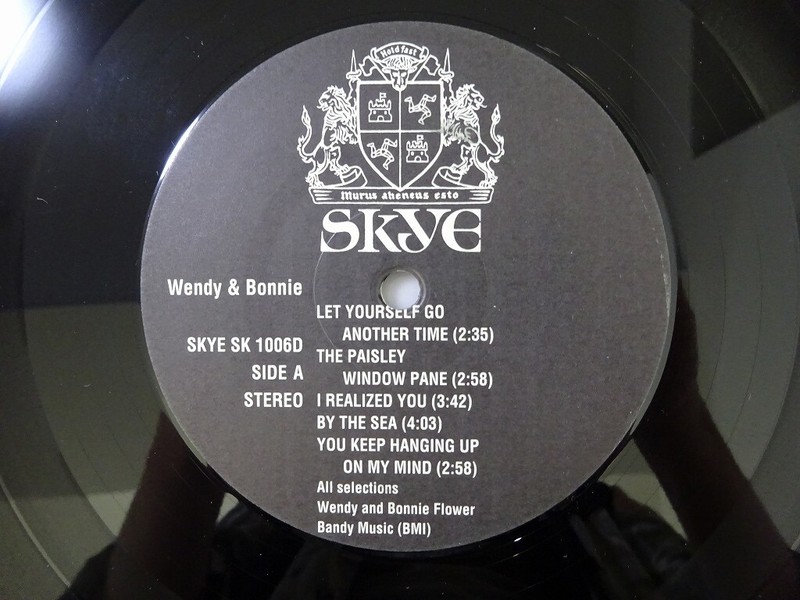 Hold fast
Murus aheneus esto
SKYE
Wendy & Bonnie
SKYE SK 1006D
SIDE A
STEREO
LET YOURSELF GO
ANOTHER TIME (2:35)
THE PAISLEY
WINDOW PANE (2:58)
I REALIZED YOU (3:42)
BY THE SEA (4:03)
YOU KEEP HANGING UP
ON MY MIND (2:58)
All selections
Wendy and Bonnie Flower
Bandy Music (BMI)